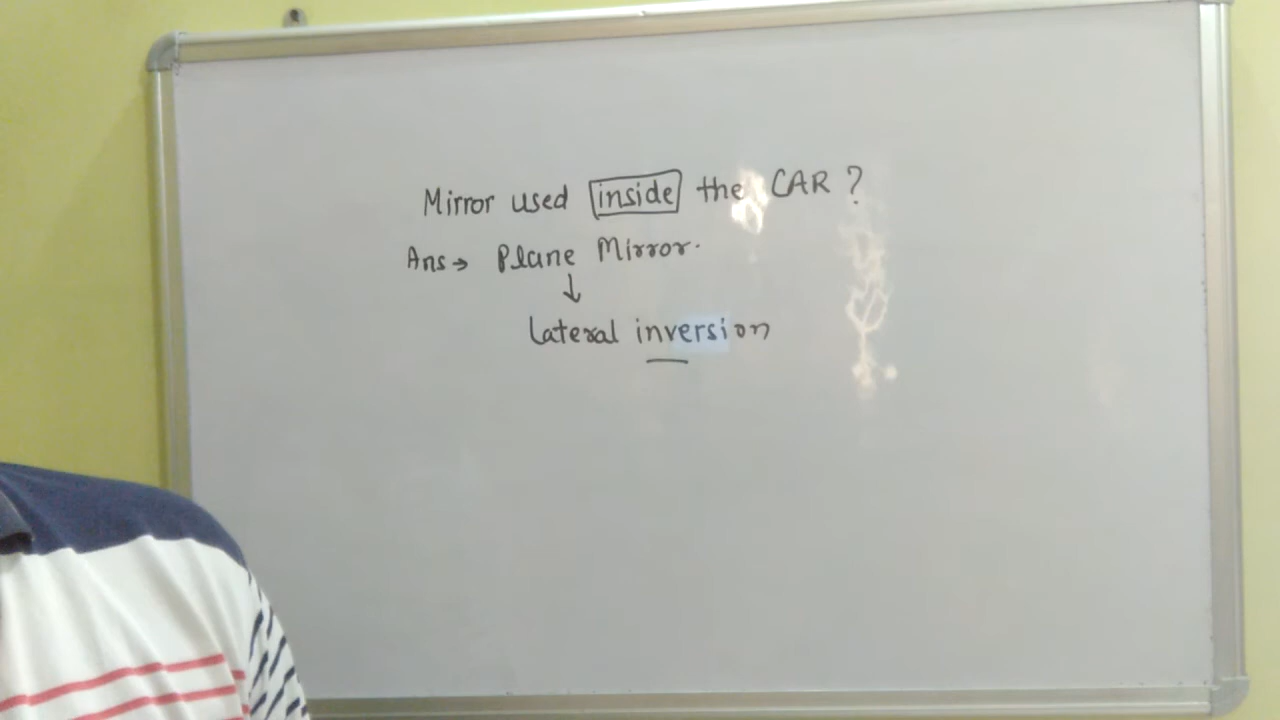 Mirror used inside the CAR ?
Ans → Plane Mirror.
↓
Lateral inversion